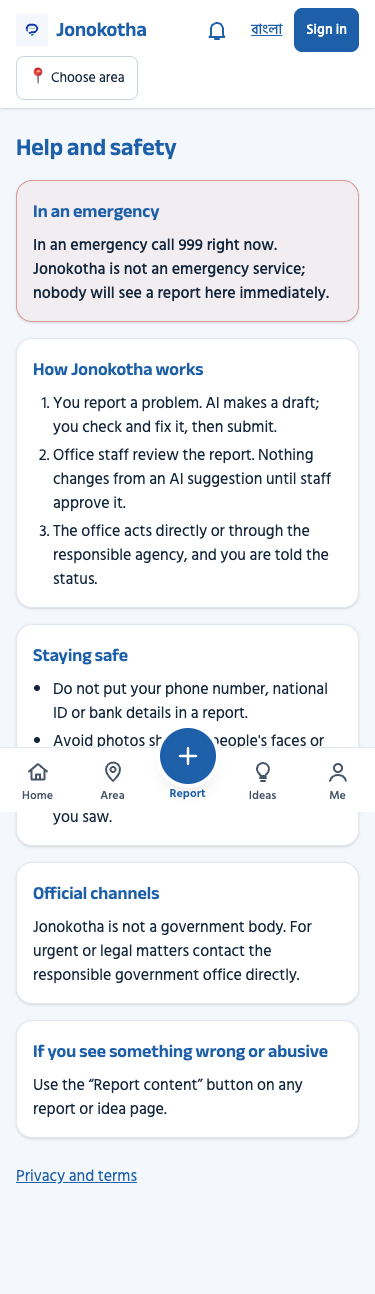 Jonokotha
বাংলা
Sign in
Choose area
Help and safety
In an emergency
In an emergency call 999 right now.
Jonokotha is not an emergency service;
nobody will see a report here immediately.
How Jonokotha works
1. You report a problem. AI makes a draft;
you check and fix it, then submit.
2. Office staff review the report. Nothing
changes from an AI suggestion until staff
approve it.
3. The office acts directly or through the
responsible agency, and you are told the
status.
Staying safe
Do not put your phone number, national
ID or bank details in a report.
Avoid photos people's faces or
Home
Area
Report
Ideas
Me
you saw.
Official channels
Jonokotha is not a government body. For
urgent or legal matters contact the
responsible government office directly.
If you see something wrong or abusive
Use the “Report content” button on any
report or idea page.
Privacy and terms